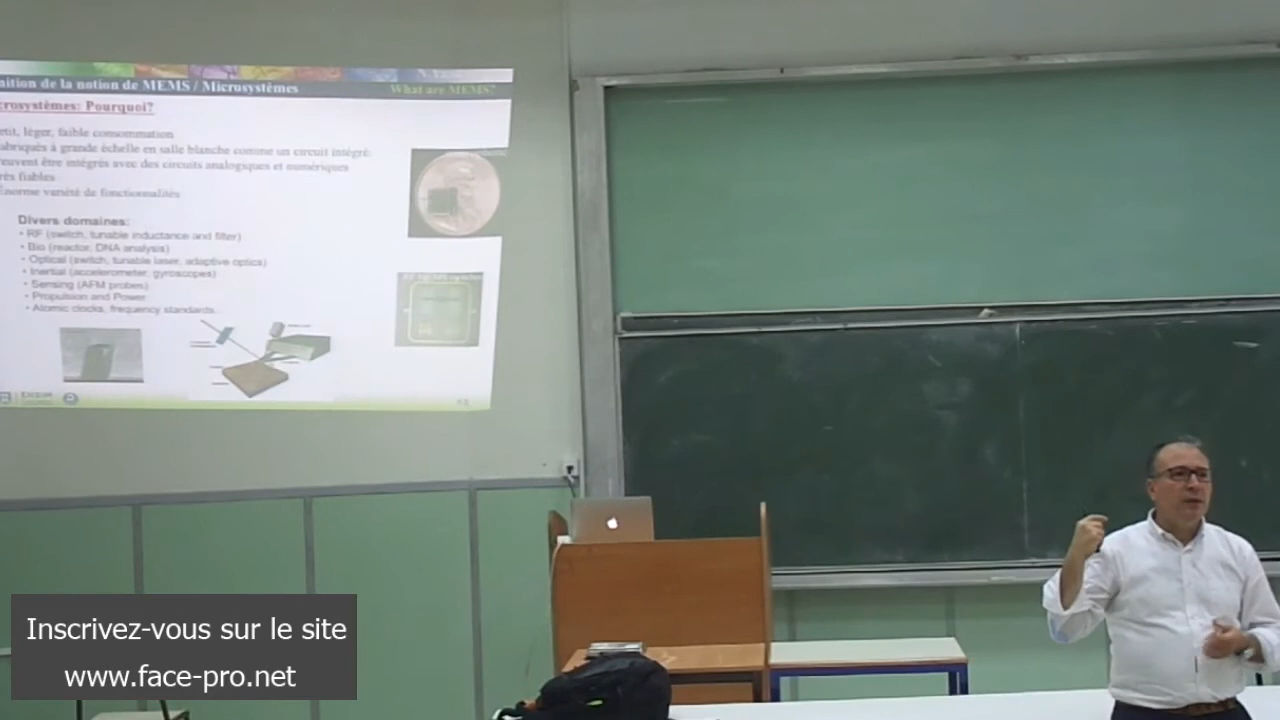 nition de la notion de MEMS / Microsystèmes
What are MEMS?
crosystèmes: Pourquoi?
etit, léger, faible consommation
abriqués à grande échelle en salle blanche comme un circuit intégré:
euvent être intégrés avec des circuits analogiques et numériques
rès fiables
Énorme variété de fonctionnalités
Divers domaines:
• RF (switch, tunable inductance and filter)
• Bio (reactor, DNA analysis)
• Optical (switch, tunable laser, adaptive optics)
• Inertial (accelerometer, gyroscopes)
• Sensing (AFM probes)
• Propulsion and Power
• Atomic clocks, frequency standards.
Inscrivez-vous sur le site
www.face-pro.net